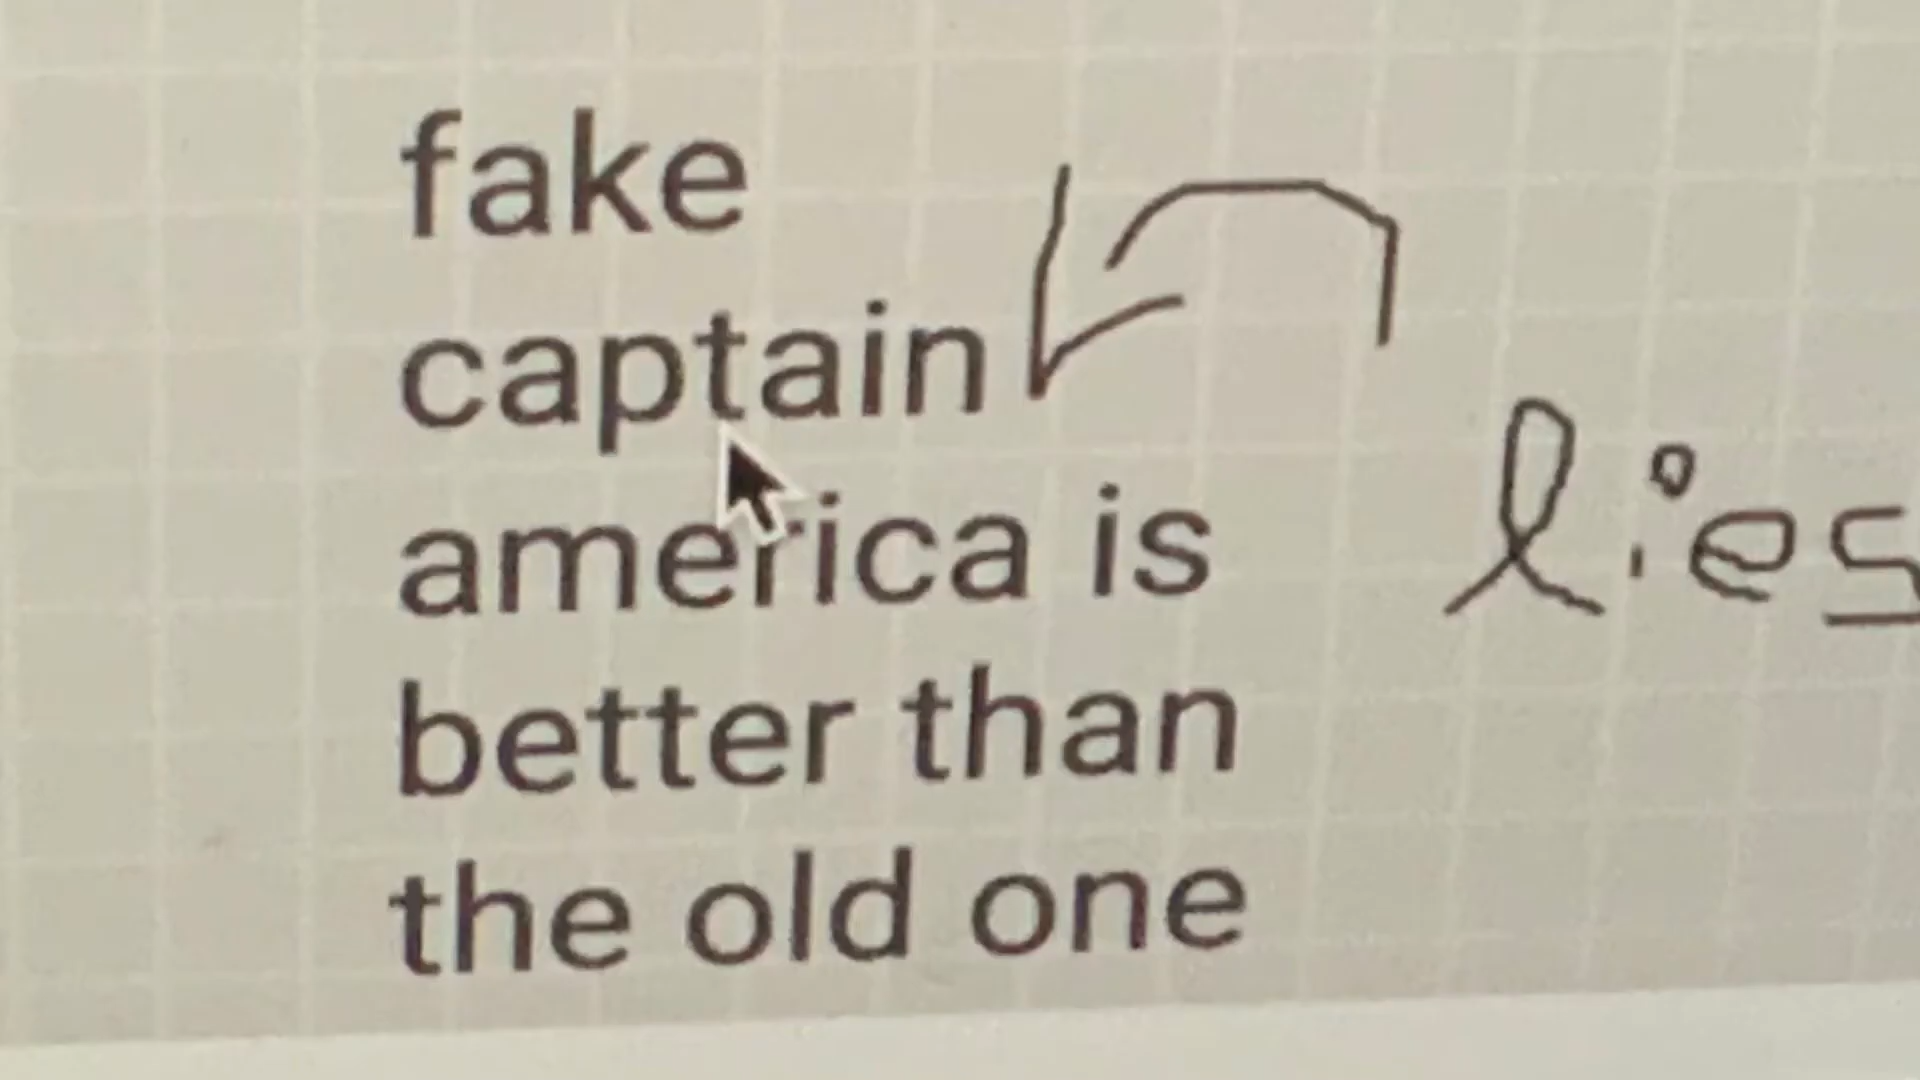 fake
captain
america is
better than
the old one
lies